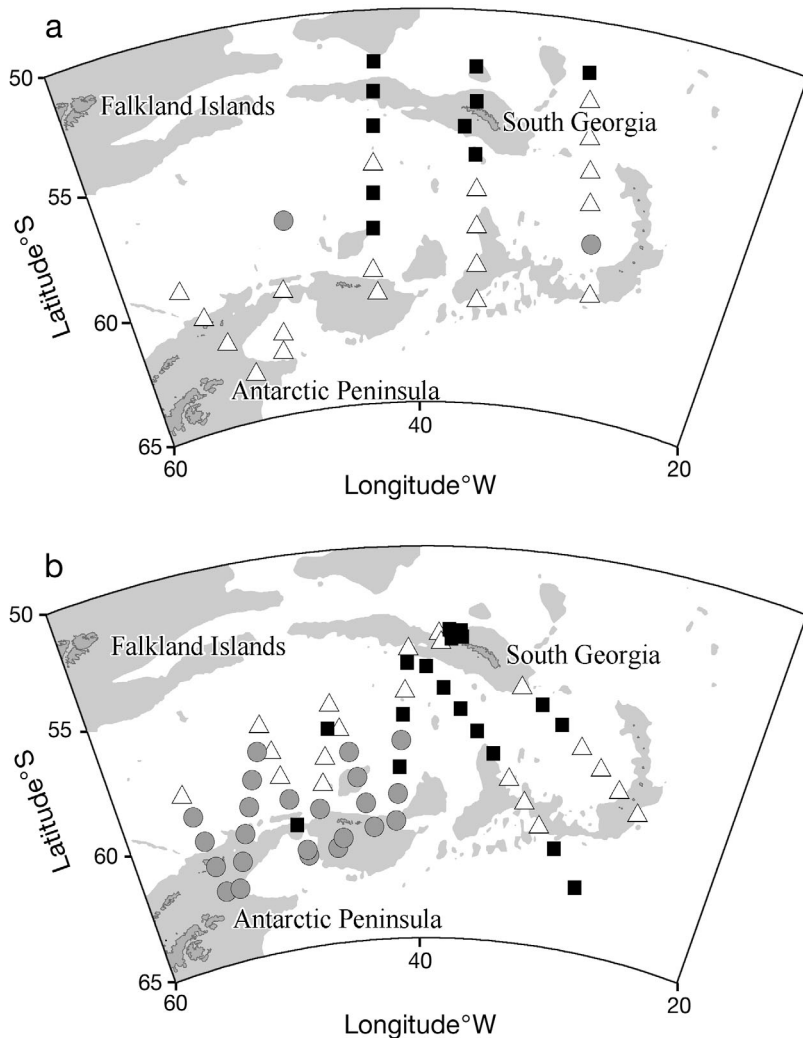 a
50
Falkland Islands
South Georgia
55
Latitude°S
60
Antarctic Peninsula
65
40
60
20
Longitude°W
b
50
Falkland Islands
South Georgia
55
Latitude°S
60
Antarctic Peninsula
65
40
60
20
Longitude°W